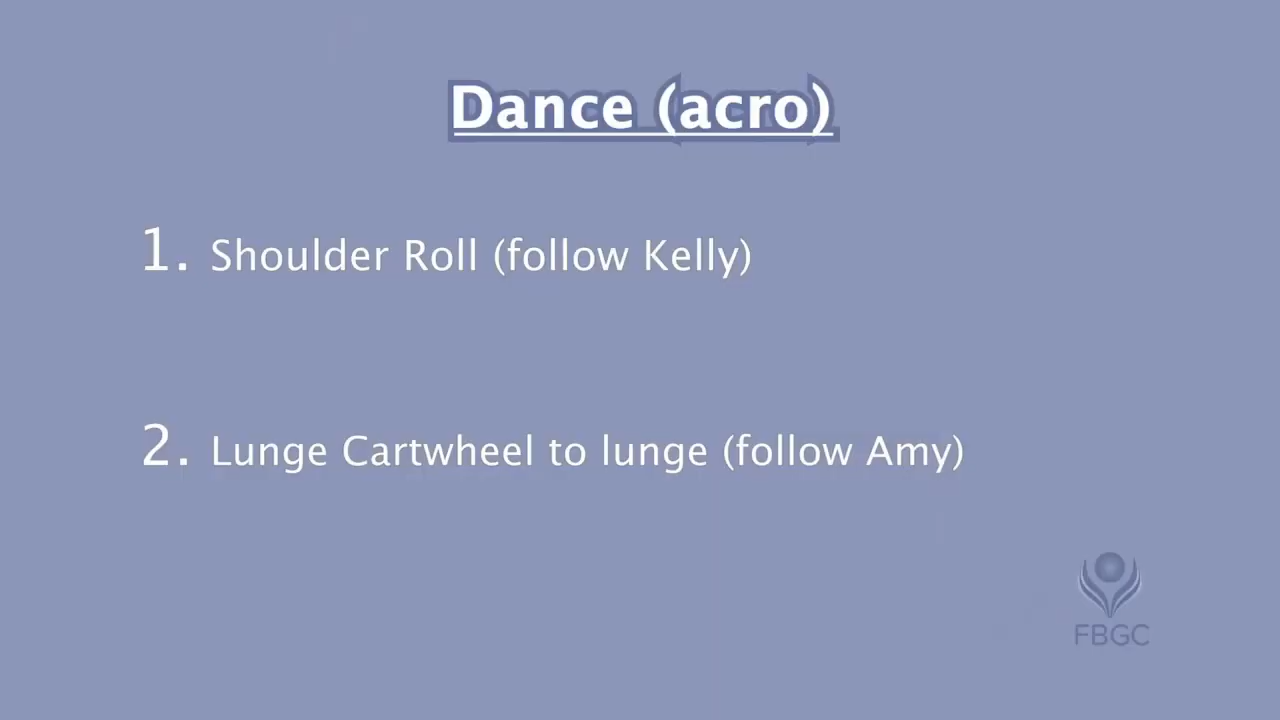 Dance (acro)
1. Shoulder Roll (follow Kelly)
2. Lunge Cartwheel to lunge (follow Amy)
FBGC